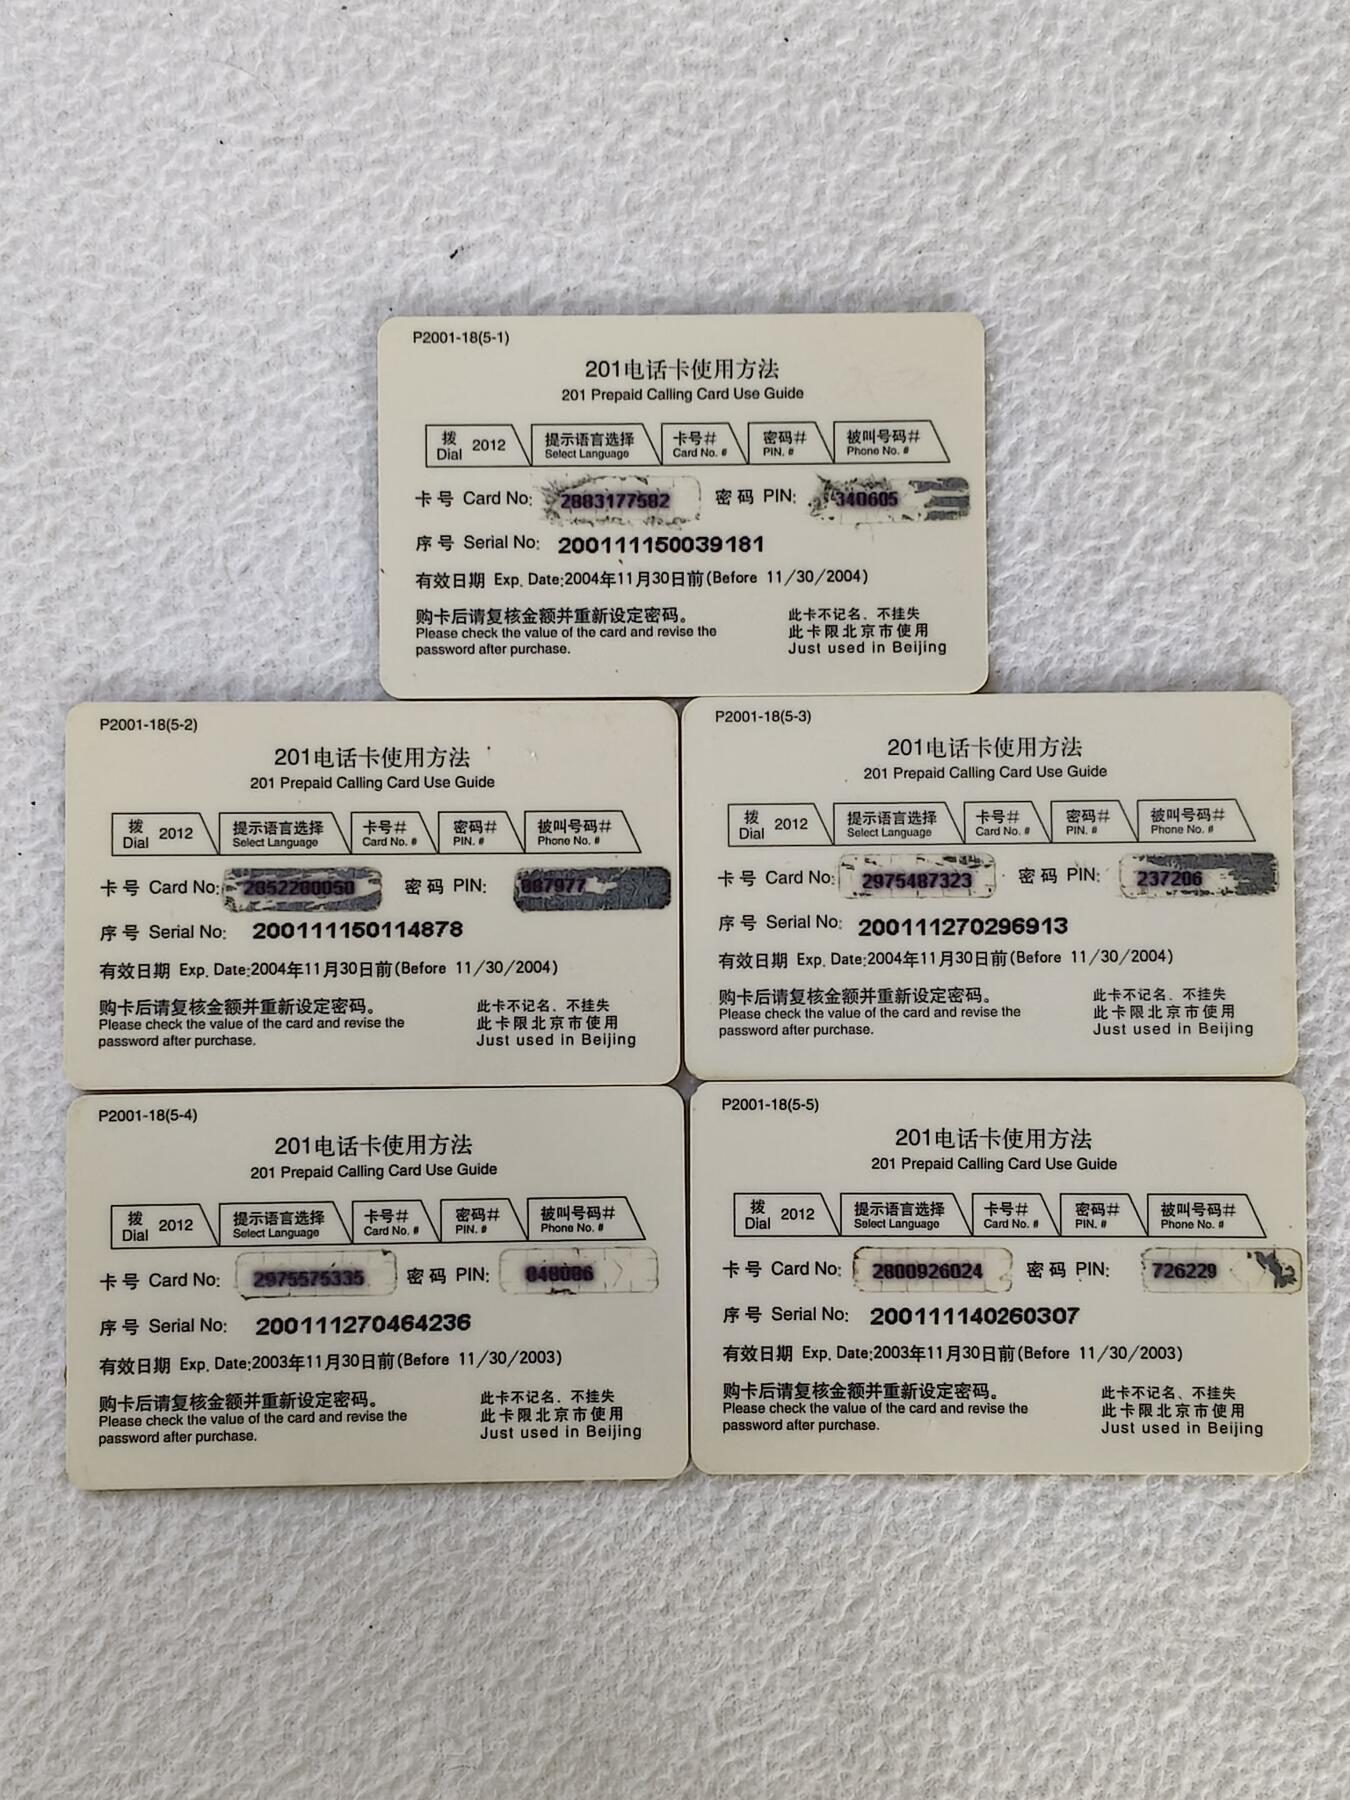 P2001-18(5-1)
201电话卡使用方法
201 Prepaid Calling Card Use Guide
拨 Dial 2012 提示语言选择 Select Language 卡号# Card No. # 密码# PIN. # 被叫号码# Phone No. #
卡号 Card No: 2883177582 密码 PIN: 340605
序号 Serial No: 200111150039181
有效日期 Exp. Date:2004年11月30日前(Before 11/30/2004)
购卡后请复核金额并重新设定密码。
Please check the value of the card and revise the
password after purchase.
此卡不记名、不挂失
此卡限北京市使用
Just used in Beijing
P2001-18(5-2)
201电话卡使用方法
201 Prepaid Calling Card Use Guide
拨 Dial 2012 提示语言选择 Select Language 卡号# Card No. # 密码# PIN. # 被叫号码# Phone No. #
卡号 Card No: 密码 PIN:
序号 Serial No: 200111150114878
有效日期 Exp. Date:2004年11月30日前(Before 11/30/2004)
购卡后请复核金额并重新设定密码。
Please check the value of the card and revise the
password after purchase.
此卡不记名、不挂失
此卡限北京市使用
Just used in Beijing
P2001-18(5-3)
201电话卡使用方法
201 Prepaid Calling Card Use Guide
拨 Dial 2012 提示语言选择 Select Language 卡号# Card No. # 密码# PIN. # 被叫号码# Phone No. #
卡号 Card No: 2975487323 密码 PIN: 237206
序号 Serial No: 200111270296913
有效日期 Exp. Date:2004年11月30日前(Before 11/30/2004)
购卡后请复核金额并重新设定密码。
Please check the value of the card and revise the
password after purchase.
此卡不记名、不挂失
此卡限北京市使用
Just used in Beijing
P2001-18(5-4)
201电话卡使用方法
201 Prepaid Calling Card Use Guide
拨 Dial 2012 提示语言选择 Select Language 卡号# Card No. # 密码# PIN. # 被叫号码# Phone No. #
卡号 Card No: 2975575335 密码 PIN:
序号 Serial No: 200111270464236
有效日期 Exp. Date:2003年11月30日前(Before 11/30/2003)
购卡后请复核金额并重新设定密码。
Please check the value of the card and revise the
password after purchase.
此卡不记名、不挂失
此卡限北京市使用
Just used in Beijing
P2001-18(5-5)
201电话卡使用方法
201 Prepaid Calling Card Use Guide
拨 Dial 2012 提示语言选择 Select Language 卡号# Card No. # 密码# PIN. # 被叫号码# Phone No. #
卡号 Card No: 2800926024 密码 PIN: 726229
序号 Serial No: 200111140260307
有效日期 Exp. Date:2003年11月30日前(Before 11/30/2003)
购卡后请复核金额并重新设定密码。
Please check the value of the card and revise the
password after purchase.
此卡不记名、不挂失
此卡限北京市使用
Just used in Beijing